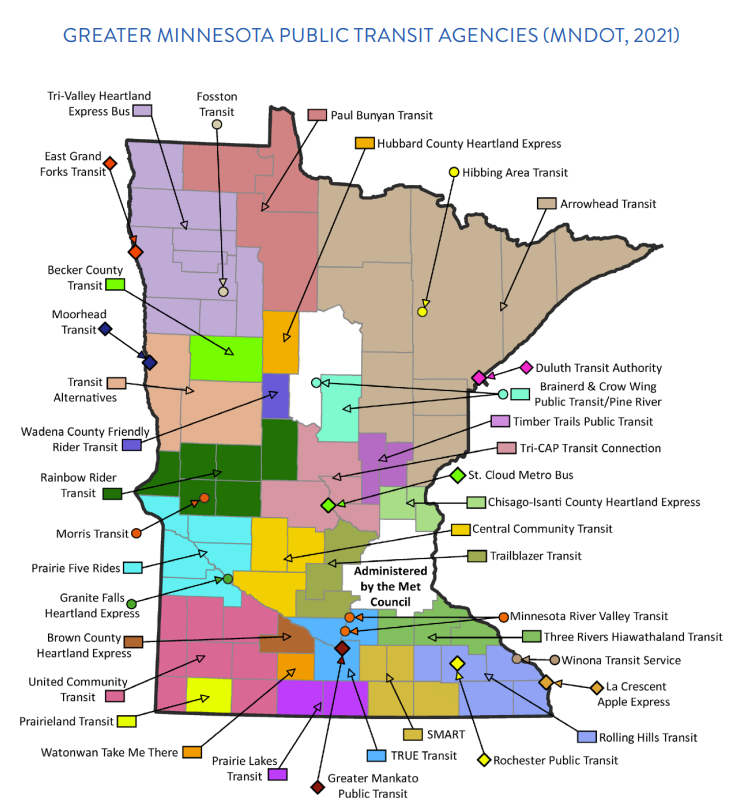 GREATER MINNESOTA PUBLIC TRANSIT AGENCIES (MNDOT, 2021)
Tri-Valley Heartland
Express Bus
Fosston
Transit
Paul Bunyan Transit
Hubbard County Heartland Express
East Grand
Forks Transit
Hibbing Area Transit
Arrowhead Transit
Becker County
Transit
Moorhead
Transit
Duluth Transit Authority
Transit
Alternatives
Brainerd & Crow Wing
Public Transit/Pine River
Timber Trails Public Transit
Wadena County Friendly
Rider Transit
Tri-CAP Transit Connection
St. Cloud Metro Bus
Rainbow Rider
Transit
Chisago-Isanti County Heartland Express
Morris Transit
Central Community Transit
Trailblazer Transit
Prairie Five Rides
Administered
by the Met
Council
Granite Falls
Heartland Express
Minnesota River Valley Transit
Brown County
Heartland Express
Three Rivers Hiawathaland Transit
Winona Transit Service
United Community
Transit
La Crescent
Apple Express
Prairieland Transit
SMART
Rolling Hills Transit
Watonwan Take Me There
TRUE Transit
Rochester Public Transit
Prairie Lakes
Transit
Greater Mankato
Public Transit